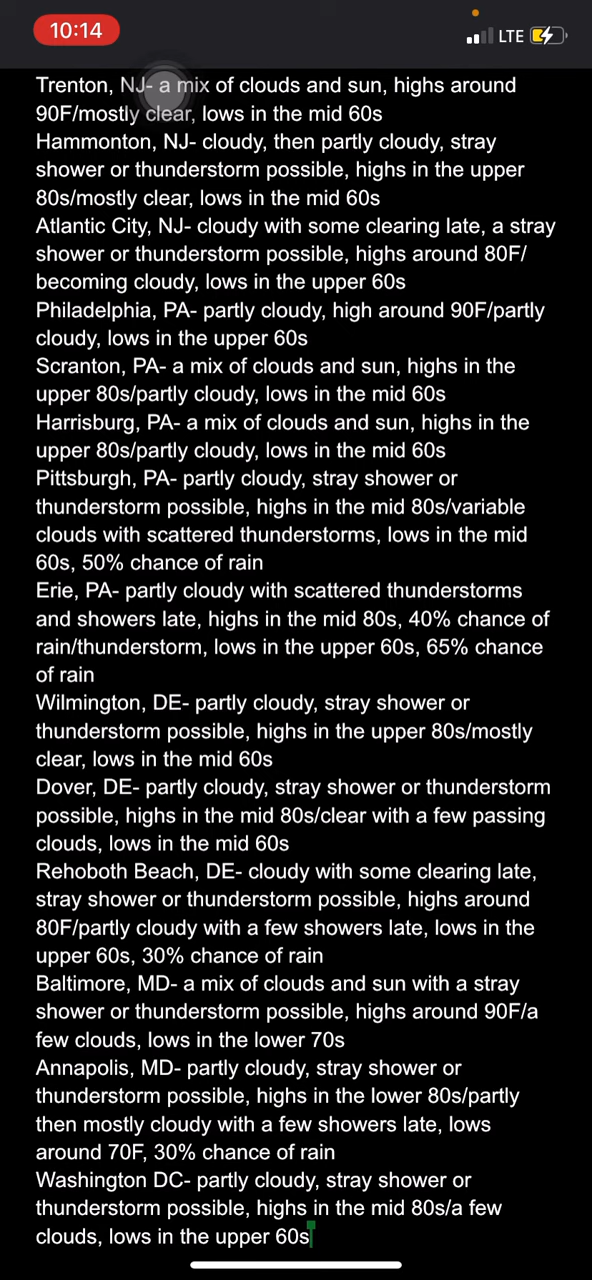 10:14
LTE
Trenton, NJ- a mix of clouds and sun, highs around
90F/mostly clear, lows in the mid 60s
Hammonton, NJ- cloudy, then partly cloudy, stray
shower or thunderstorm possible, highs in the upper
80s/mostly clear, lows in the mid 60s
Atlantic City, NJ- cloudy with some clearing late, a stray
shower or thunderstorm possible, highs around 80F/
becoming cloudy, lows in the upper 60s
Philadelphia, PA- partly cloudy, high around 90F/partly
cloudy, lows in the upper 60s
Scranton, PA- a mix of clouds and sun, highs in the
upper 80s/partly cloudy, lows in the mid 60s
Harrisburg, PA- a mix of clouds and sun, highs in the
upper 80s/partly cloudy, lows in the mid 60s
Pittsburgh, PA- partly cloudy, stray shower or
thunderstorm possible, highs in the mid 80s/variable
clouds with scattered thunderstorms, lows in the mid
60s, 50% chance of rain
Erie, PA- partly cloudy with scattered thunderstorms
and showers late, highs in the mid 80s, 40% chance of
rain/thunderstorm, lows in the upper 60s, 65% chance
of rain
Wilmington, DE- partly cloudy, stray shower or
thunderstorm possible, highs in the upper 80s/mostly
clear, lows in the mid 60s
Dover, DE- partly cloudy, stray shower or thunderstorm
possible, highs in the mid 80s/clear with a few passing
clouds, lows in the mid 60s
Rehoboth Beach, DE- cloudy with some clearing late,
stray shower or thunderstorm possible, highs around
80F/partly cloudy with a few showers late, lows in the
upper 60s, 30% chance of rain
Baltimore, MD- a mix of clouds and sun with a stray
shower or thunderstorm possible, highs around 90F/a
few clouds, lows in the lower 70s
Annapolis, MD- partly cloudy, stray shower or
thunderstorm possible, highs in the lower 80s/partly
then mostly cloudy with a few showers late, lows
around 70F, 30% chance of rain
Washington DC- partly cloudy, stray shower or
thunderstorm possible, highs in the mid 80s/a few
clouds, lows in the upper 60s